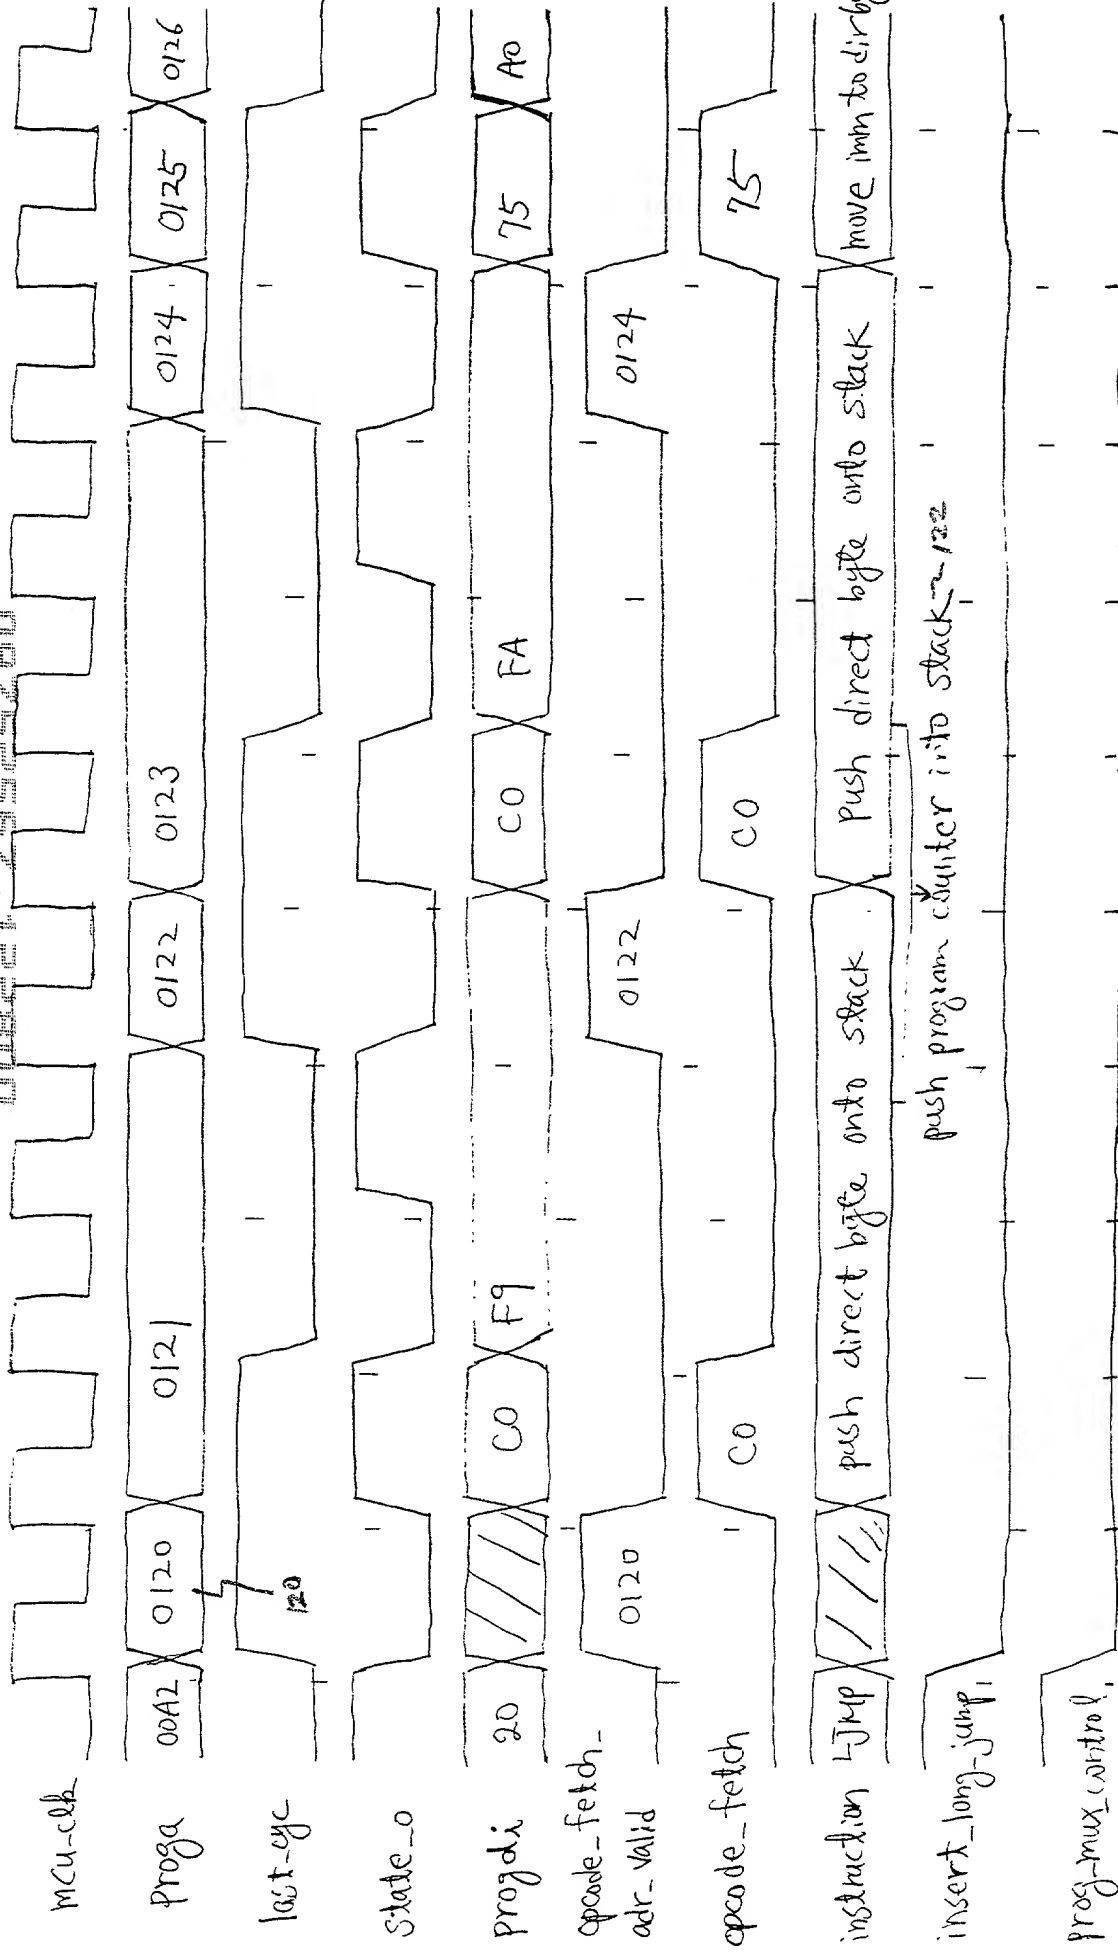 mcu-clk
Proga 00A2 0120 0121 0122 0123 0124 0125 0126
120
last-cyc
state_0
progdi 20 C0 F9 C0 FA 75 A0
opcode_fetch_
adr_valid 0120 0122 0124
opcode_fetch C0 C0 75
instruction LJMP push direct byte onto stack Push direct byte onto stack move imm to dirby
push program counter into stack 122
insert_long_jump
prog_mux_control